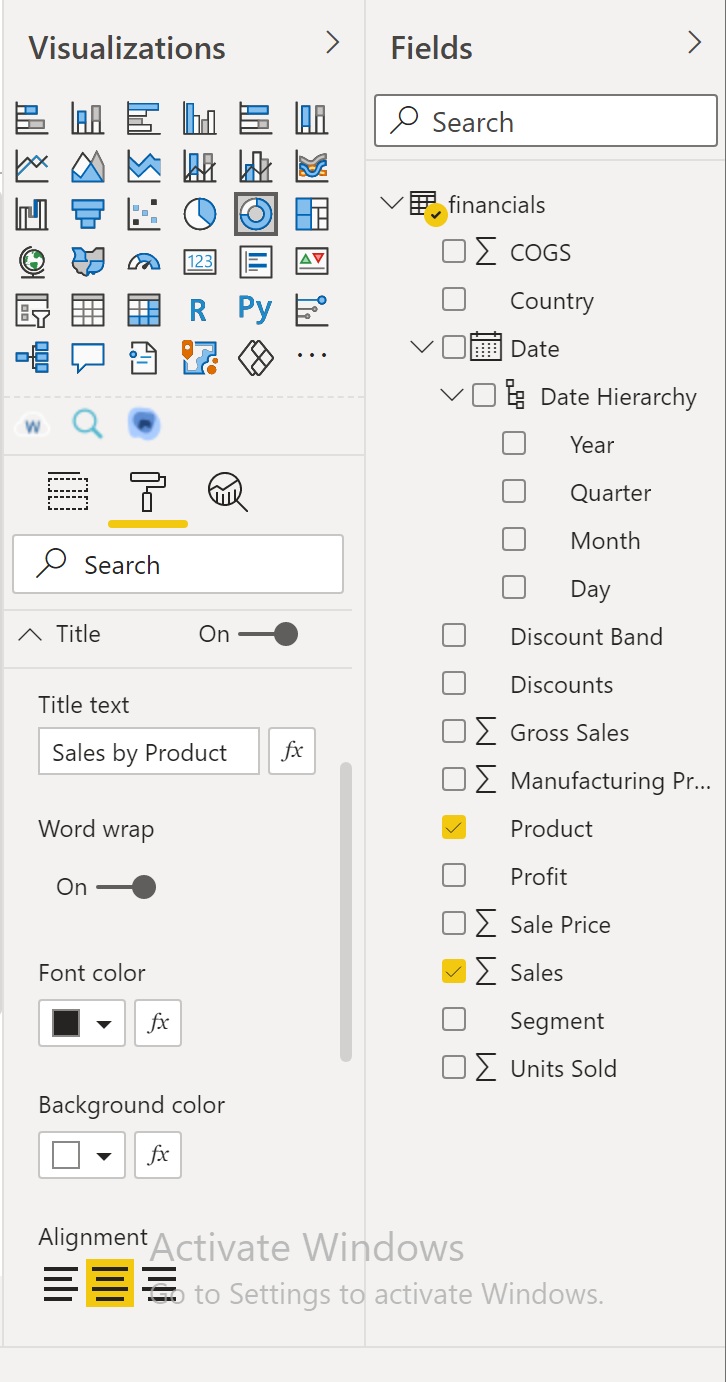 Visualizations
123
R
Py
...
W
Search
Title
On
Title text
Sales by Product
fx
Word wrap
On
Font color
fx
Background color
fx
Alignment
Fields
Search
financials
∑ COGS
Country
Date
Date Hierarchy
Year
Quarter
Month
Day
Discount Band
Discounts
∑ Gross Sales
∑ Manufacturing Pr...
Product
Profit
∑ Sale Price
∑ Sales
Segment
∑ Units Sold
Activate Windows
Go to Settings to activate Windows.